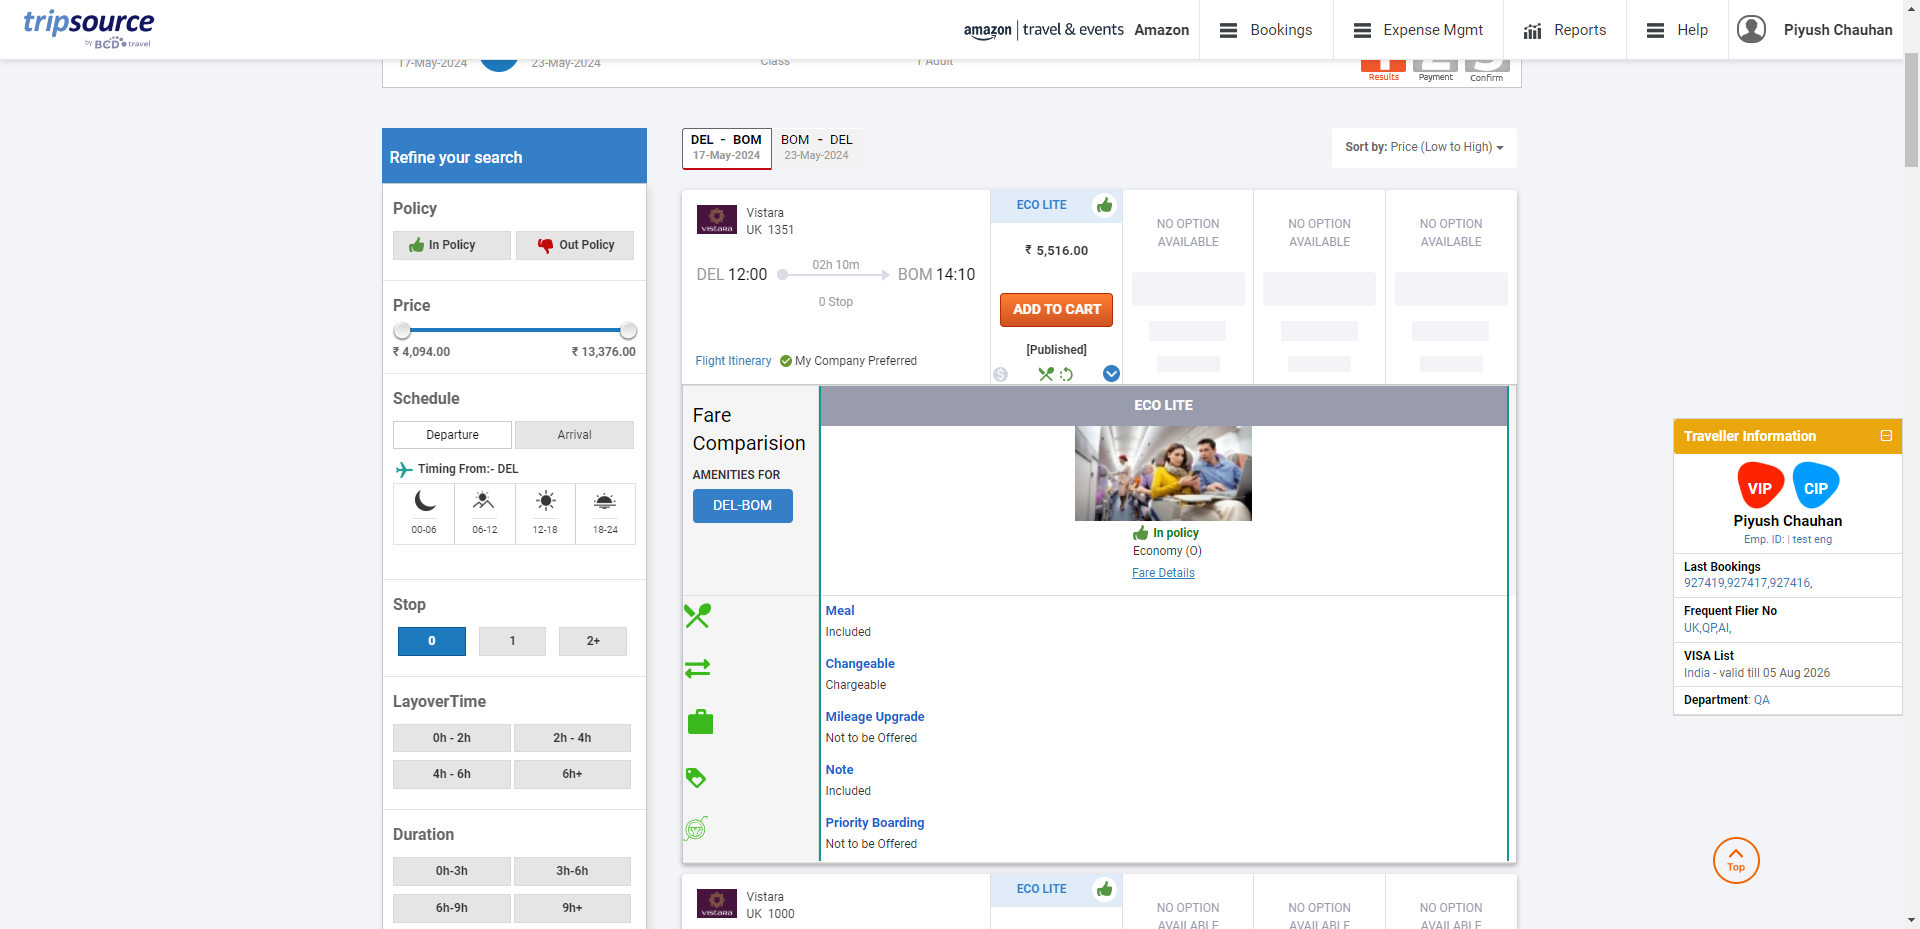 tripsource
by BCD travel
amazon | travel & events Amazon
Bookings
Expense Mgmt
Reports
Help
Piyush Chauhan
17-May-2024
23-May-2024
Class
1 Adult
Results
Payment
Confirm
Refine your search
Policy
In Policy
Out Policy
Price
₹ 4,094.00
₹ 13,376.00
Schedule
Departure
Arrival
Timing From:- DEL
00-06
06-12
12-18
18-24
Stop
0
1
2+
LayoverTime
0h - 2h
2h - 4h
4h - 6h
6h+
Duration
0h-3h
3h-6h
6h-9h
9h+
DEL - BOM
17-May-2024
BOM - DEL
23-May-2024
Sort by: Price (Low to High)
VISTARA
Vistara
UK 1351
DEL 12:00
02h 10m
BOM 14:10
0 Stop
Flight Itinerary
My Company Preferred
ECO LITE
₹ 5,516.00
ADD TO CART
[Published]
NO OPTION
AVAILABLE
NO OPTION
AVAILABLE
NO OPTION
AVAILABLE
Fare
Comparision
AMENITIES FOR
DEL-BOM
ECO LITE
In policy
Economy (O)
Fare Details
Meal
Included
Changeable
Chargeable
Mileage Upgrade
Not to be Offered
Note
Included
Priority Boarding
Not to be Offered
VISTARA
Vistara
UK 1000
ECO LITE
NO OPTION
AVAILABLE
NO OPTION
AVAILABLE
NO OPTION
AVAILABLE
Traveller Information
VIP
CIP
Piyush Chauhan
Emp. ID: | test eng
Last Bookings
927419,927417,927416,
Frequent Flier No
UK,QP,AI,
VISA List
India - valid till 05 Aug 2026
Department: QA
Top